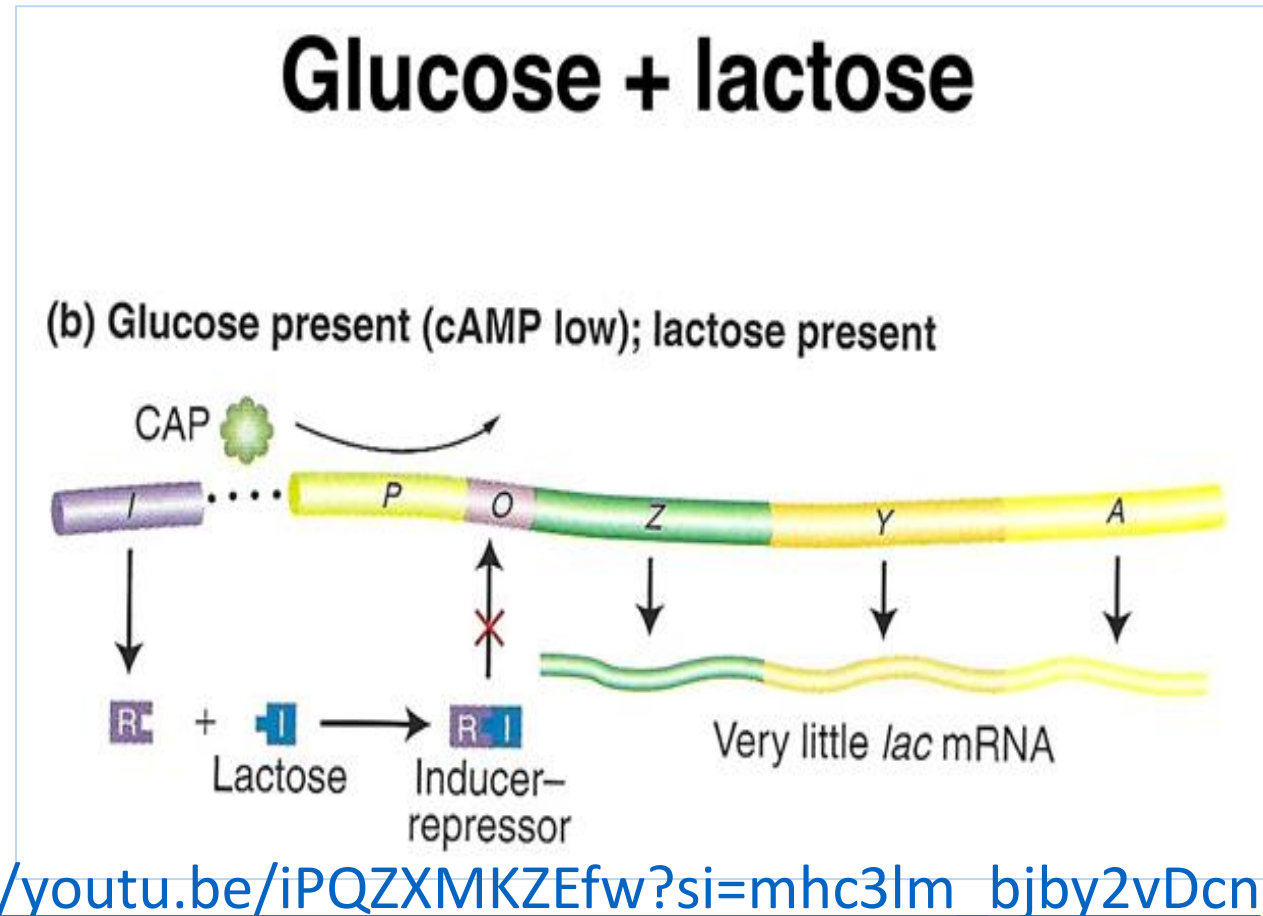 Glucose + lactose
(b) Glucose present (cAMP low); lactose present
CAP
I P O Z Y A
R + I R I
Lactose
Inducer–
repressor
Very little lac mRNA
/youtu.be/iPQZXMKZEfw?si=mhc3lm_bjby2vDcn